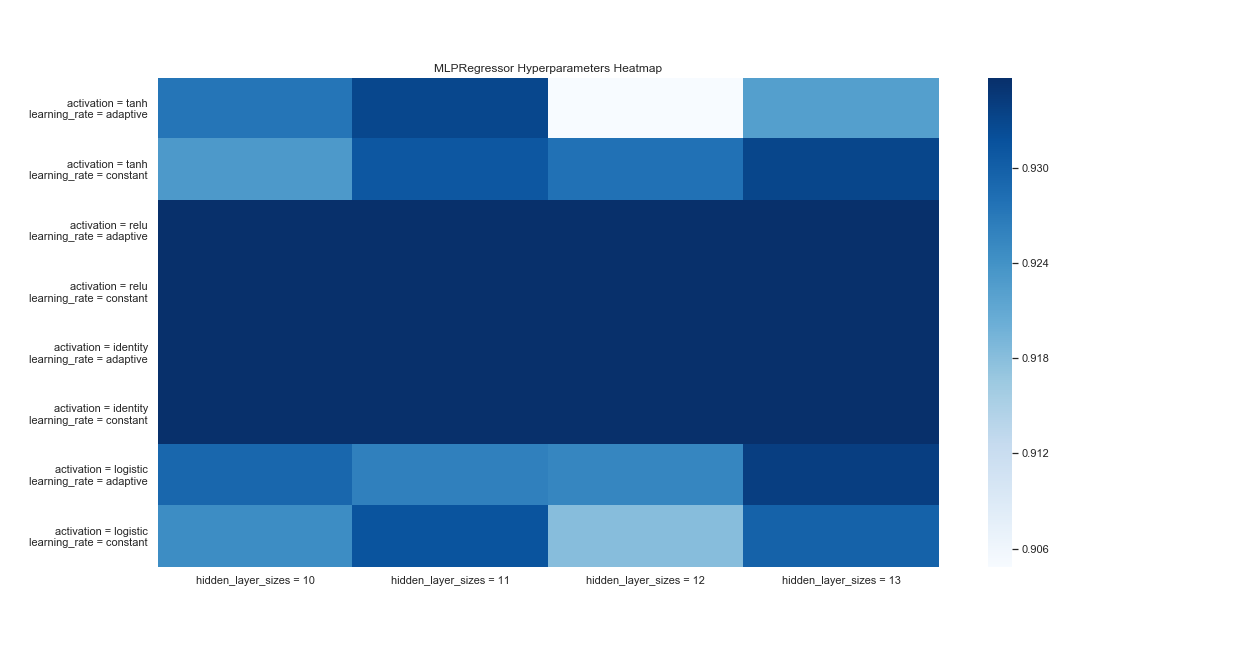 MLPRegressor Hyperparameters Heatmap
activation = tanh
learning_rate = adaptive
activation = tanh
learning_rate = constant
activation = relu
learning_rate = adaptive
activation = relu
learning_rate = constant
activation = identity
learning_rate = adaptive
activation = identity
learning_rate = constant
activation = logistic
learning_rate = adaptive
activation = logistic
learning_rate = constant
hidden_layer_sizes = 10
hidden_layer_sizes = 11
hidden_layer_sizes = 12
hidden_layer_sizes = 13
0.930
0.924
0.918
0.912
0.906